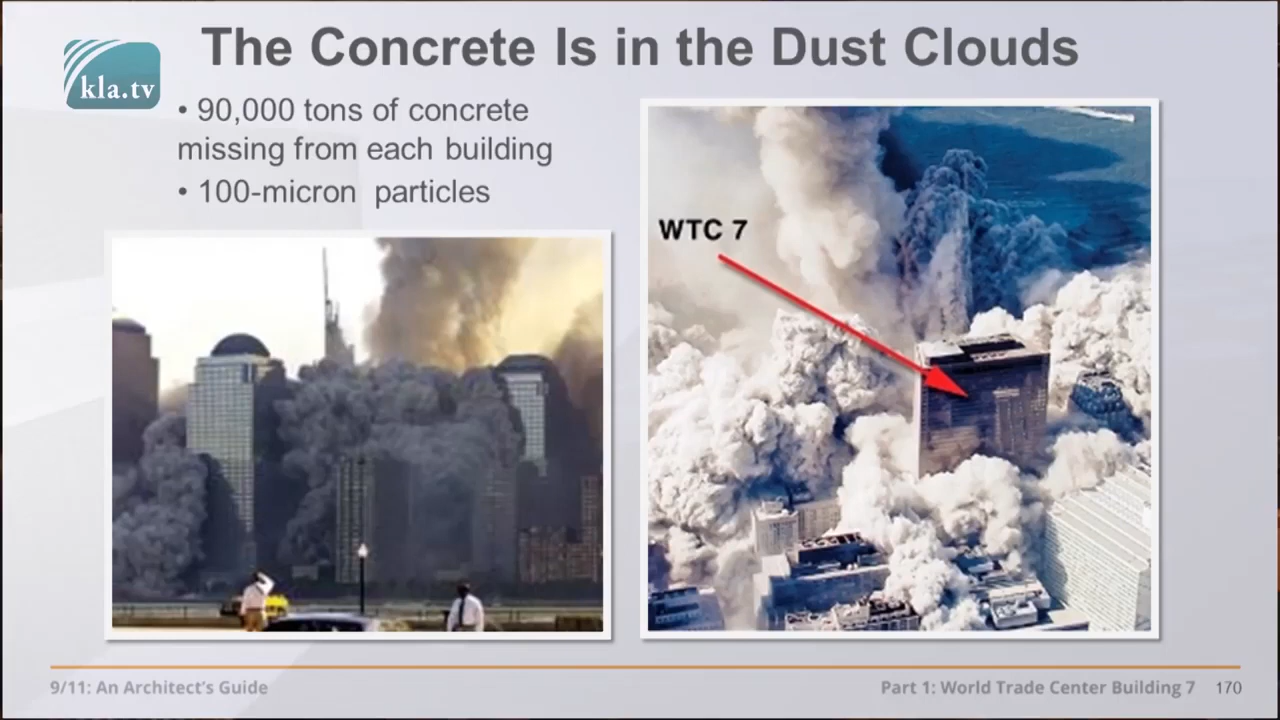 The Concrete Is in the Dust Clouds
kla.tv
• 90,000 tons of concrete
missing from each building
• 100-micron particles
WTC 7
9/11: An Architect's Guide
Part 1: World Trade Center Building 7 170